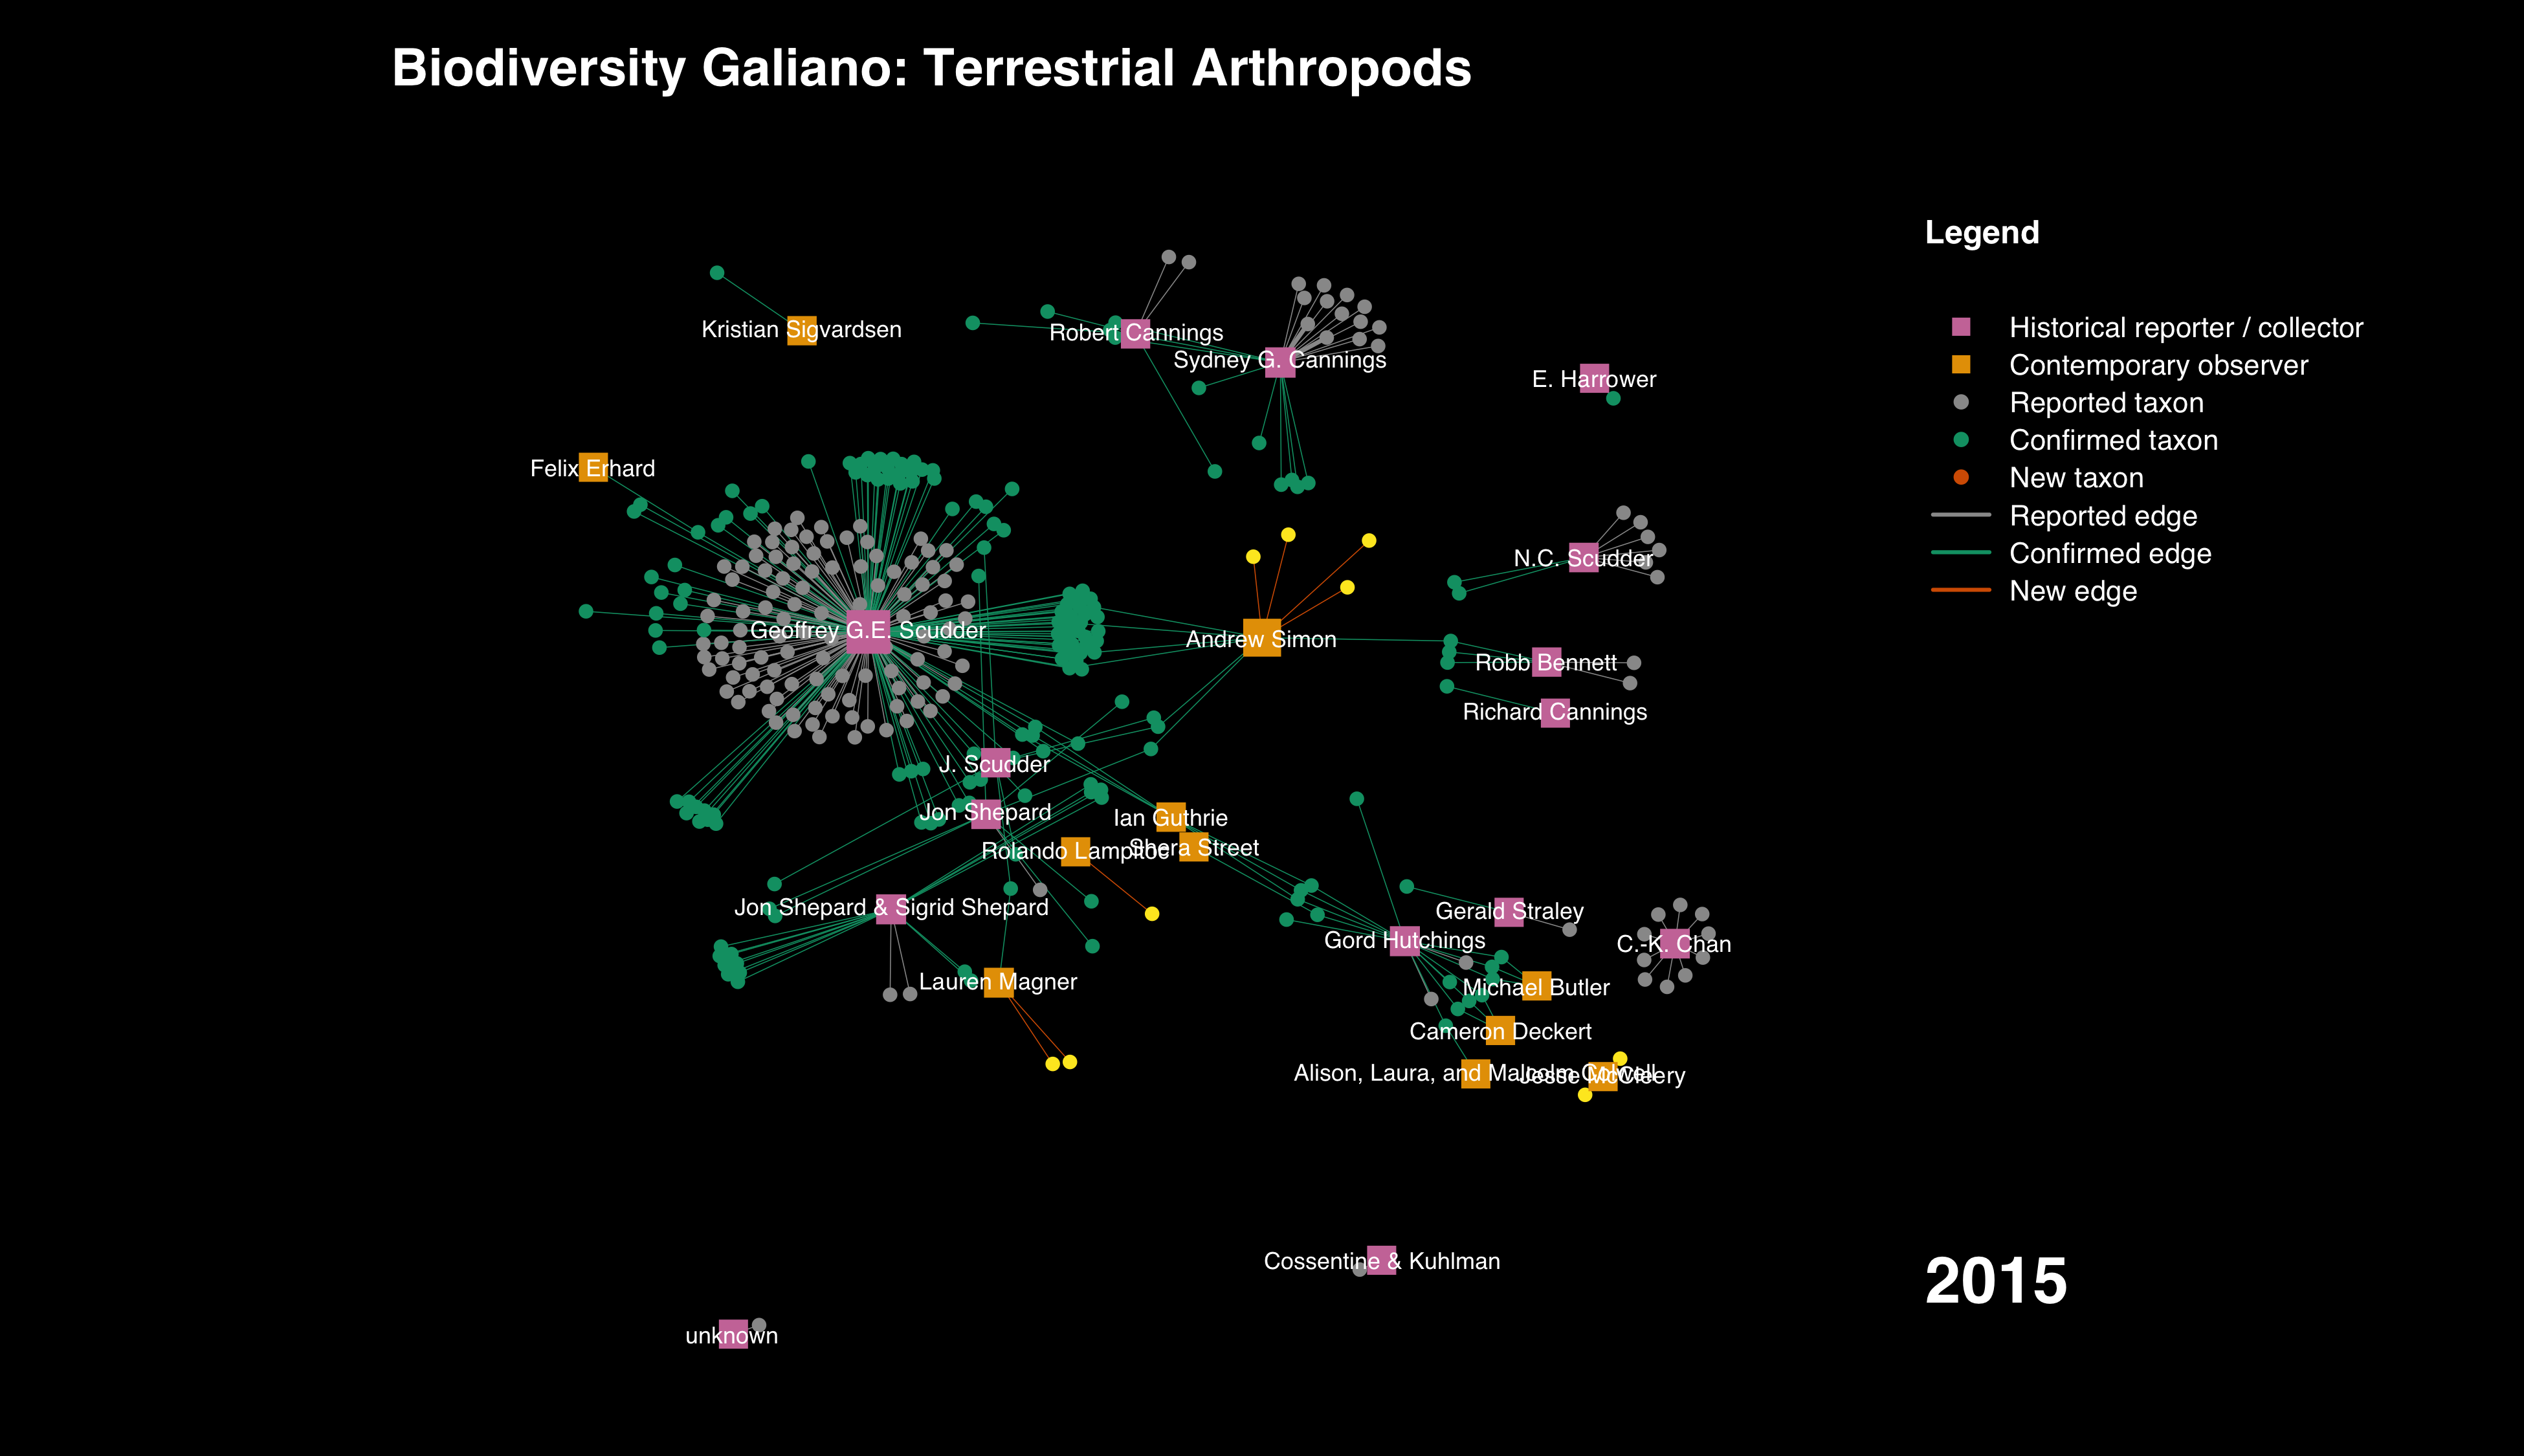 Biodiversity Galiano: Terrestrial Arthropods
Legend
Historical reporter / collector
Contemporary observer
Reported taxon
Confirmed taxon
New taxon
Reported edge
Confirmed edge
New edge
Kristian Sigvardsen
Robert Cannings
Sydney G. Cannings
E. Harrower
Felix Erhard
N.C. Scudder
Geoffrey G.E. Scudder
Andrew Simon
Robb Bennett
Richard Cannings
J. Scudder
Jon Shepard
Ian Guthrie
Rolando Lampitoc
Shera Street
Jon Shepard & Sigrid Shepard
Gerald Straley
Gord Hutchings
C.-K. Chan
Lauren Magner
Michael Butler
Cameron Deckert
Alison, Laura, and Malcolm Colwell
Jesse McCleery
Cossentine & Kuhlman
2015
unknown